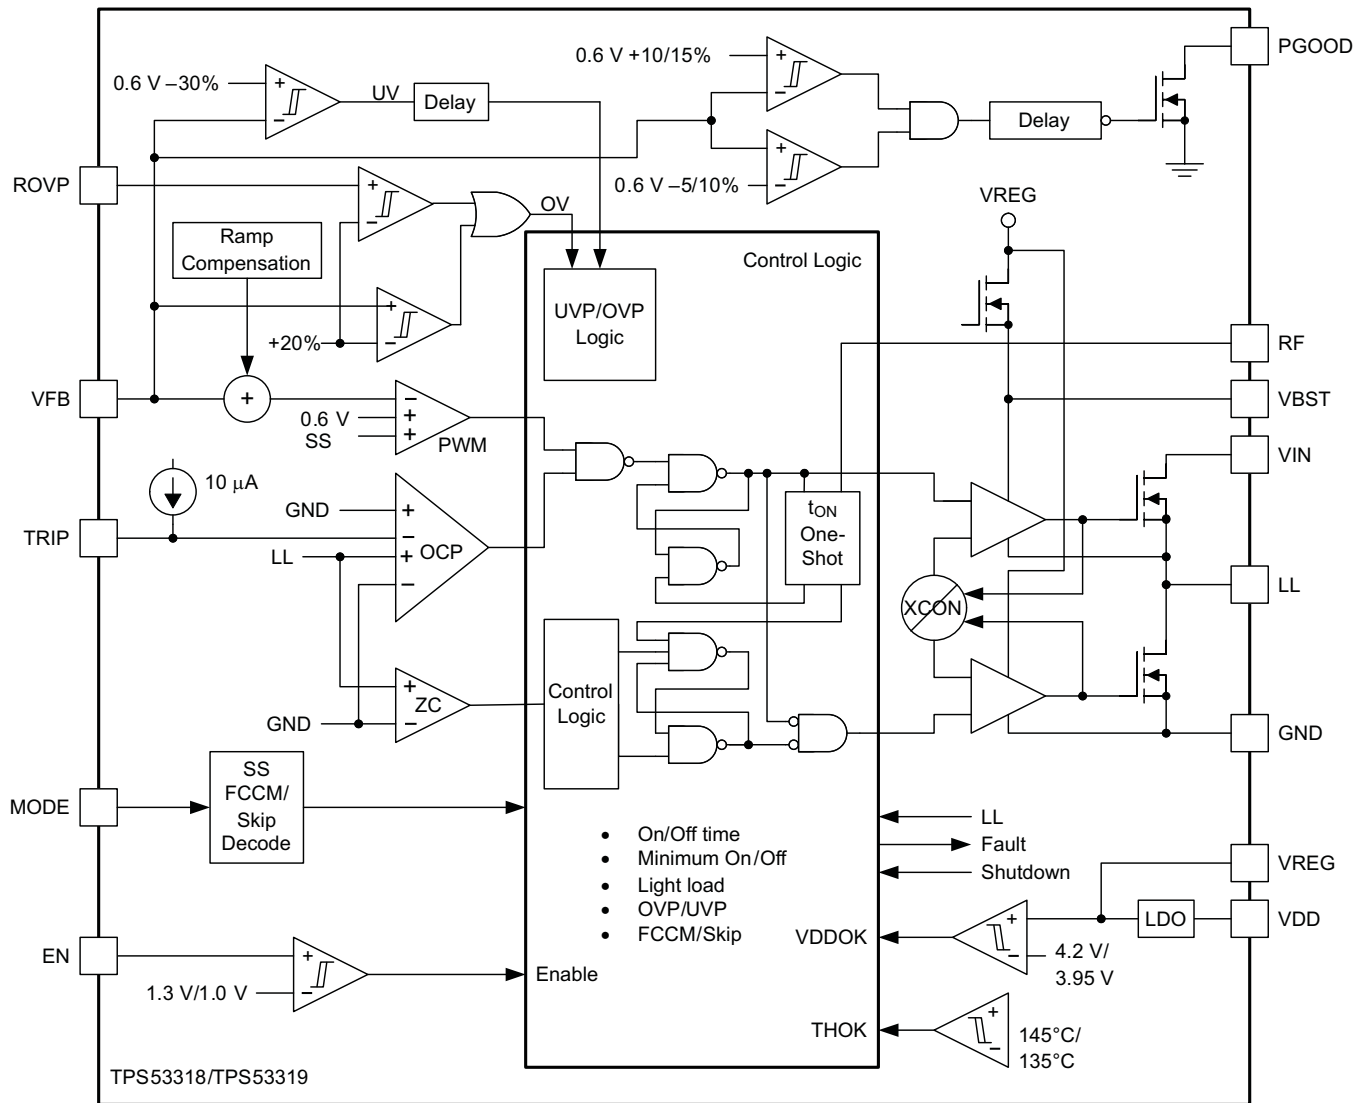 PGOOD
0.6 V +10/15%
0.6 V –30%
+
–
UV
Delay
+
–
Delay
+
–
0.6 V –5/10%
ROVP
+
–
OV
VREG
Ramp
Compensation
Control Logic
+
–
+20%
UVP/OVP
Logic
RF
VFB
+
–
+
+
0.6 V
SS
PWM
VBST
VIN
10 µA
GND
+
–
+
–
OCP
TRIP
LL
tON
One-
Shot
XCON
LL
+
–
ZC
GND
Control
Logic
GND
MODE
SS
FCCM/
Skip
Decode
• On/Off time
• Minimum On/Off
• Light load
• OVP/UVP
• FCCM/Skip
LL
Fault
Shutdown
VREG
LDO
VDD
VDDOK
+
–
4.2 V/
3.95 V
EN
+
–
1.3 V/1.0 V
Enable
THOK
+
–
145°C/
135°C
TPS53318/TPS53319